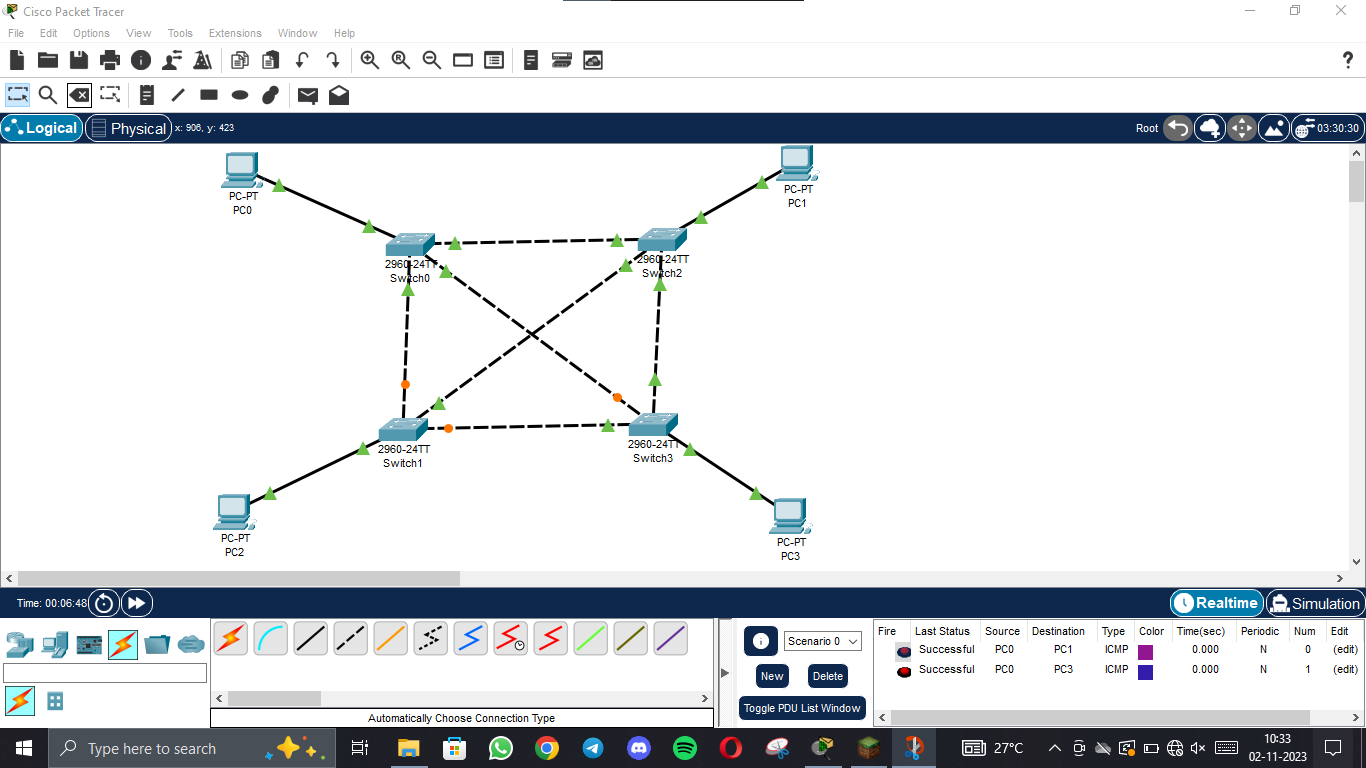 Cisco Packet Tracer
File Edit Options View Tools Extensions Window Help
Logical Physical x: 906, y: 423 Root 03:30:30
PC-PT
PC0
PC-PT
PC1
2960-24TT
Switch0
2960-24TT
Switch2
2960-24TT
Switch1
2960-24TT
Switch3
PC-PT
PC2
PC-PT
PC3
Time: 00:06:48 Realtime Simulation
Scenario 0
New Delete
Toggle PDU List Window
Automatically Choose Connection Type
Fire Last Status Source Destination Type Color Time(sec) Periodic Num Edit
Successful PC0 PC1 ICMP 0.000 N 0 (edit)
Successful PC0 PC3 ICMP 0.000 N 1 (edit)
Type here to search
27°C
10:33
02-11-2023